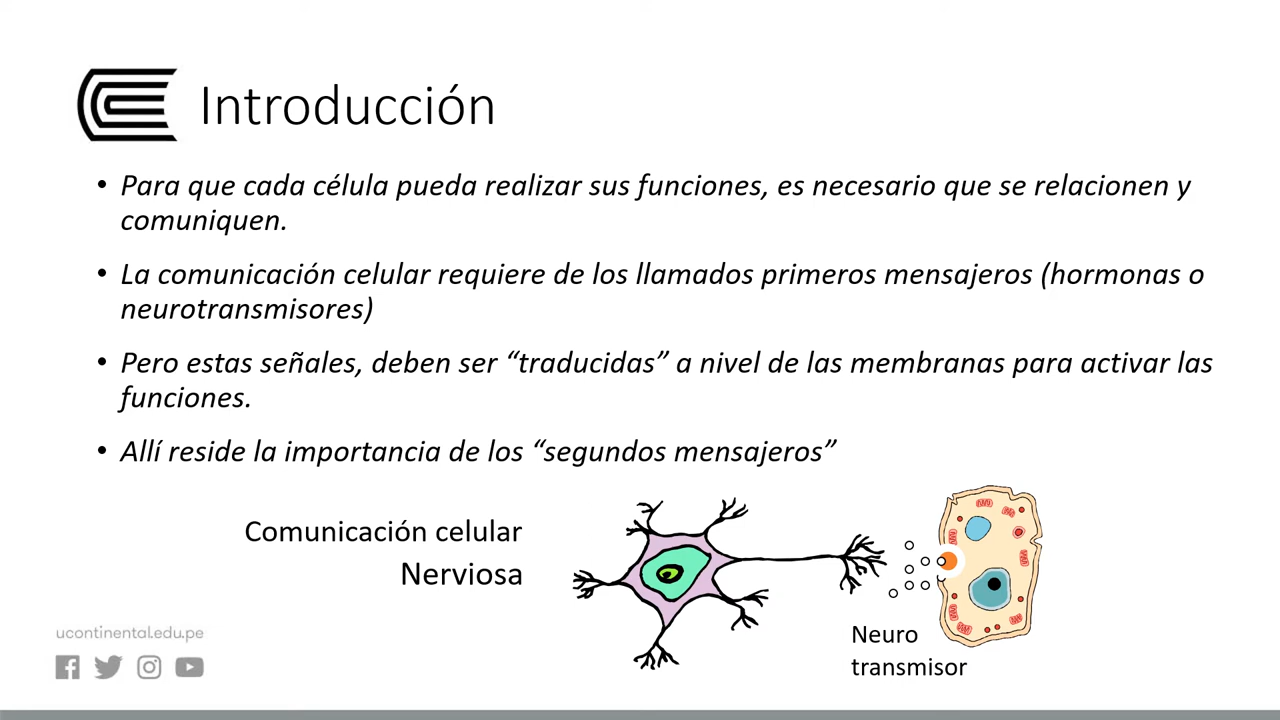 Introducción
• Para que cada célula pueda realizar sus funciones, es necesario que se relacionen y
comuniquen.
• La comunicación celular requiere de los llamados primeros mensajeros (hormonas o
neurotransmisores)
• Pero estas señales, deben ser “traducidas” a nivel de las membranas para activar las
funciones.
• Allí reside la importancia de los “segundos mensajeros”
Comunicación celular
Nerviosa
Neuro
transmisor
ucontinental.edu.pe